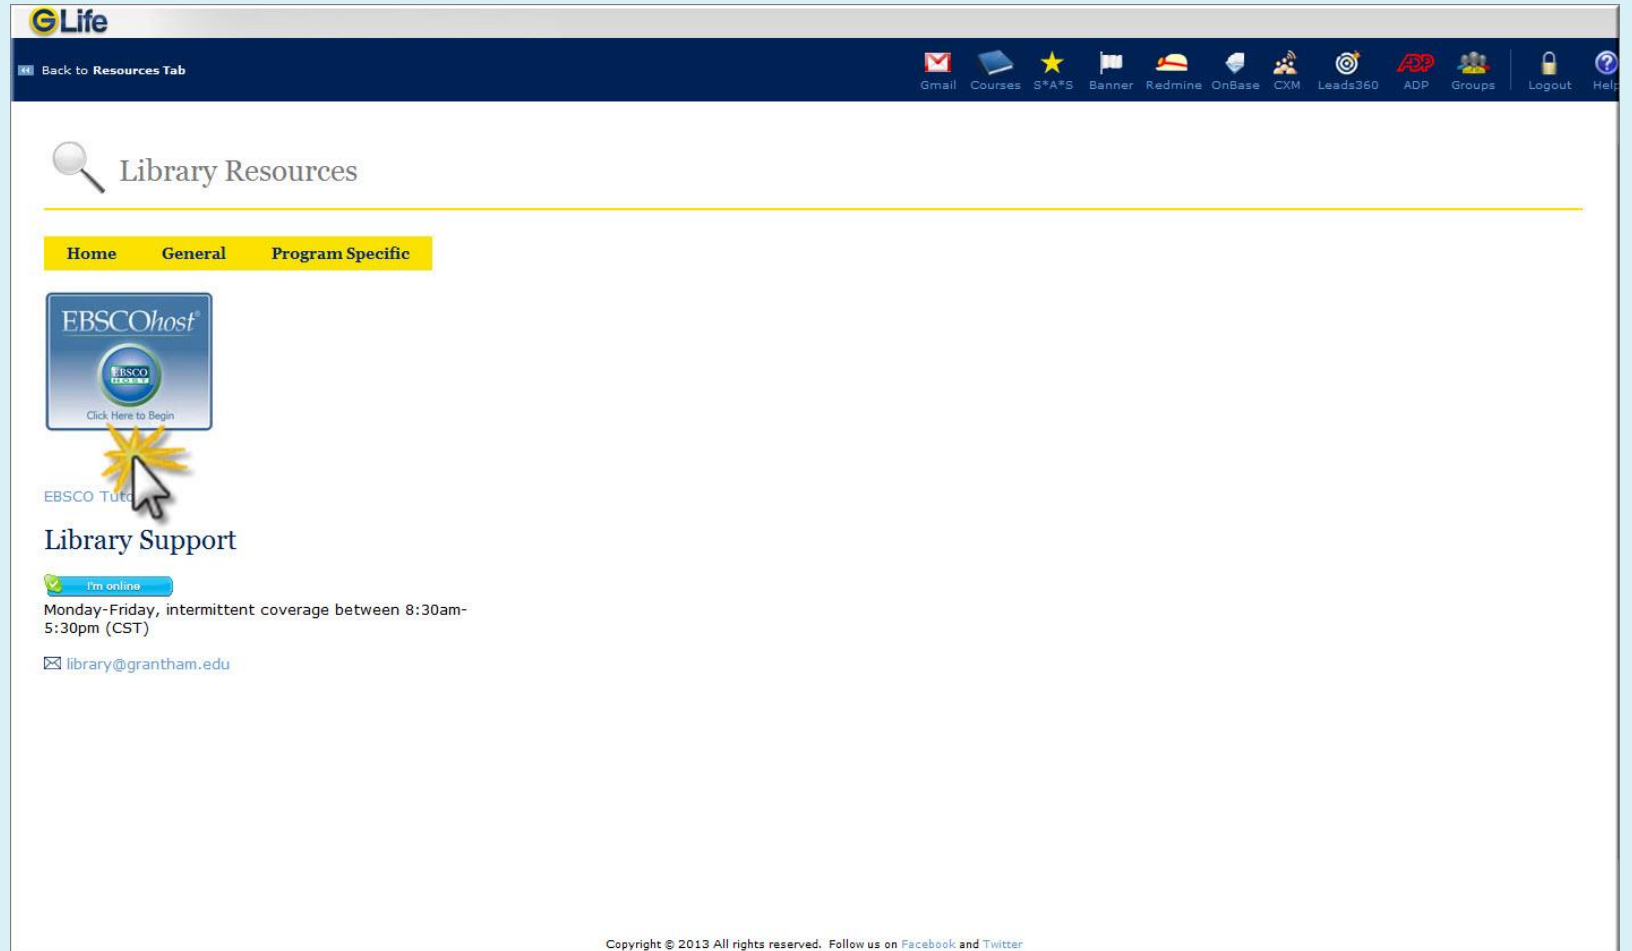 GLife
Back to Resources Tab
Gmail Courses S*A*S Banner Redmine OnBase CXM Leads360 ADP Groups Logout Help
Library Resources
Home General Program Specific
EBSCOhost®
EBSCO
HOST
Click Here to Begin
EBSCO
Library Support
I'm online
Monday-Friday, intermittent coverage between 8:30am-
5:30pm (CST)
library@grantham.edu
Copyright © 2013 All rights reserved. Follow us on Facebook and Twitter